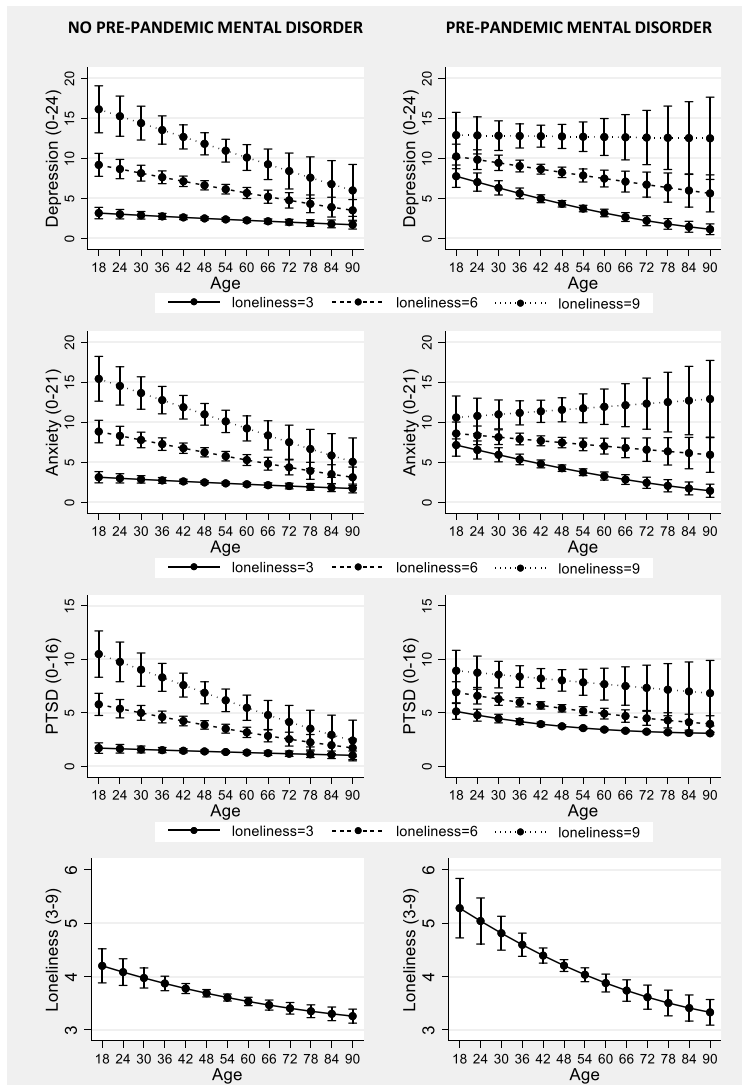 NO PRE-PANDEMIC MENTAL DISORDER
PRE-PANDEMIC MENTAL DISORDER
Depression (0-24)
20
15
10
5
0
18 24 30 36 42 48 54 60 66 72 78 84 90
Age
Depression (0-24)
20
15
10
5
0
18 24 30 36 42 48 54 60 66 72 78 84 90
Age
loneliness=3 loneliness=6 loneliness=9
Anxiety (0-21)
20
15
10
5
0
18 24 30 36 42 48 54 60 66 72 78 84 90
Age
Anxiety (0-21)
20
15
10
5
0
18 24 30 36 42 48 54 60 66 72 78 84 90
Age
loneliness=3 loneliness=6 loneliness=9
PTSD (0-16)
15
10
5
0
18 24 30 36 42 48 54 60 66 72 78 84 90
Age
PTSD (0-16)
15
10
5
0
18 24 30 36 42 48 54 60 66 72 78 84 90
Age
loneliness=3 loneliness=6 loneliness=9
Loneliness (3-9)
6
5
4
3
18 24 30 36 42 48 54 60 66 72 78 84 90
Age
Loneliness (3-9)
6
5
4
3
18 24 30 36 42 48 54 60 66 72 78 84 90
Age